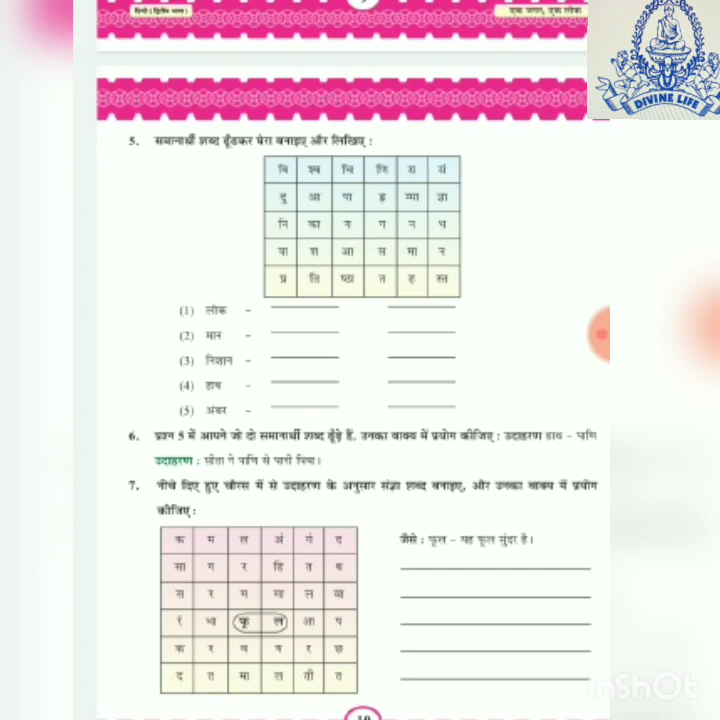 हिन्दी (द्वितीय भाषा)
एक जगत, एक लोक
DIVINE LIFE
5. समानार्थी शब्द ढूँढकर घेरा बनाइए और लिखिए :
वि श्व चि णि स सं
दु आ पा इ म्मा ज्ञा
नि का ग ग न भ
या श आ स मा न
प्र ति ष्ठा त ह स्त
(1) लोक -
(2) मान -
(3) निशान -
(4) हाथ -
(5) अंबर -
6. प्रश्न 5 में आपने जो दो समानार्थी शब्द ढूँढ़े हैं, उनका वाक्य में प्रयोग कीजिए : उदाहरण हाथ – पाणि
उदाहरण : सीता ने पाणि से पानी पिया।
7. नीचे दिए हुए चौरस में से उदाहरण के अनुसार संज्ञा शब्द बनाइए, और उनका वाक्य में प्रयोग
कीजिए :
क म ल अं गं द
जैसे : फूल – यह फूल सुंदर है।
सा ग र हि त
स र म मा ल वा
भा फू ल आ
क र र छ
द मा ल ती त
10
InShOt